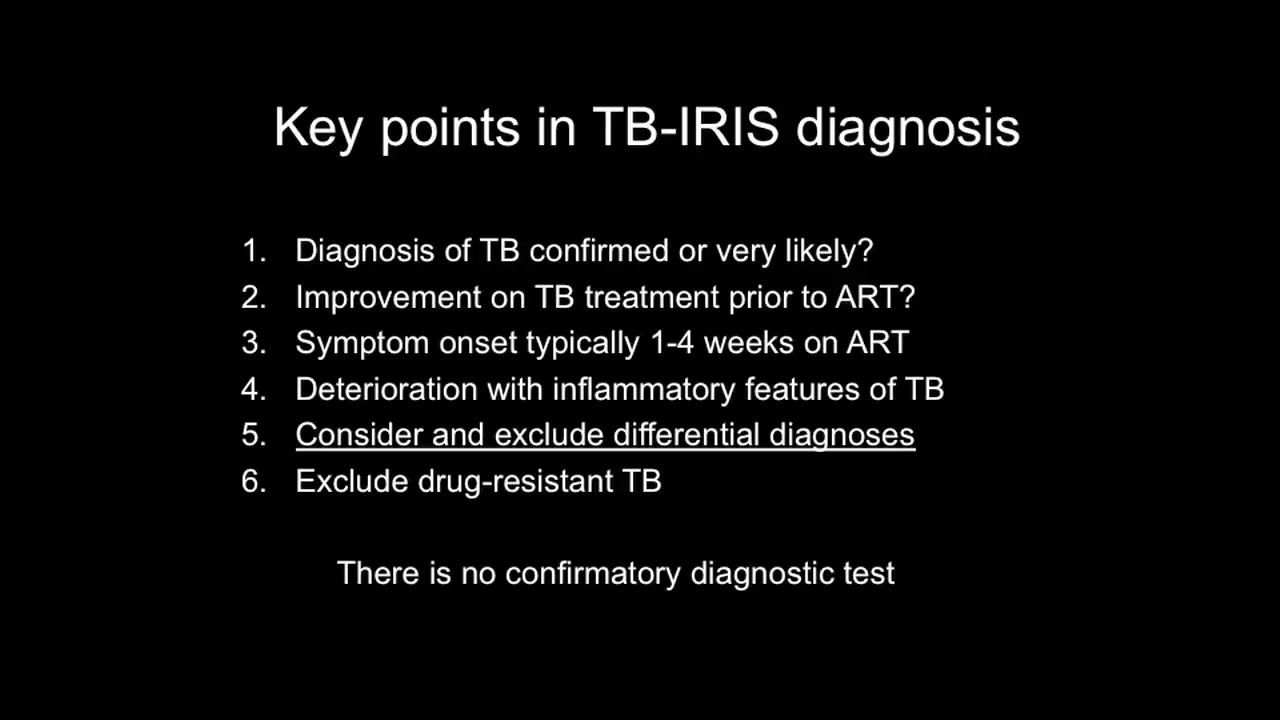 Key points in TB-IRIS diagnosis
1. Diagnosis of TB confirmed or very likely?
2. Improvement on TB treatment prior to ART?
3. Symptom onset typically 1-4 weeks on ART
4. Deterioration with inflammatory features of TB
5. Consider and exclude differential diagnoses
6. Exclude drug-resistant TB
There is no confirmatory diagnostic test